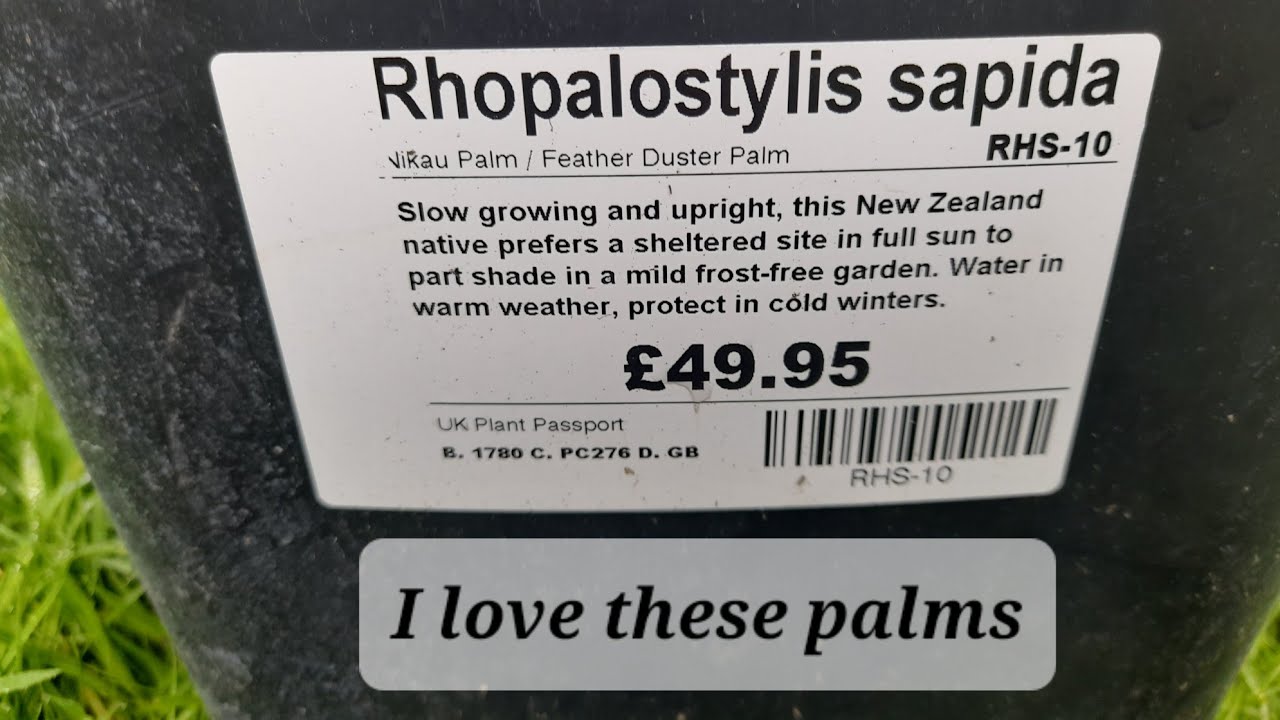 Rhopalostylis sapida
Nikau Palm / Feather Duster Palm
RHS-10
Slow growing and upright, this New Zealand
native prefers a sheltered site in full sun to
part shade in a mild frost-free garden. Water in
warm weather, protect in cold winters.
£49.95
UK Plant Passport
B. 1780 C. PC276 D. GB
RHS-10
I love these palms